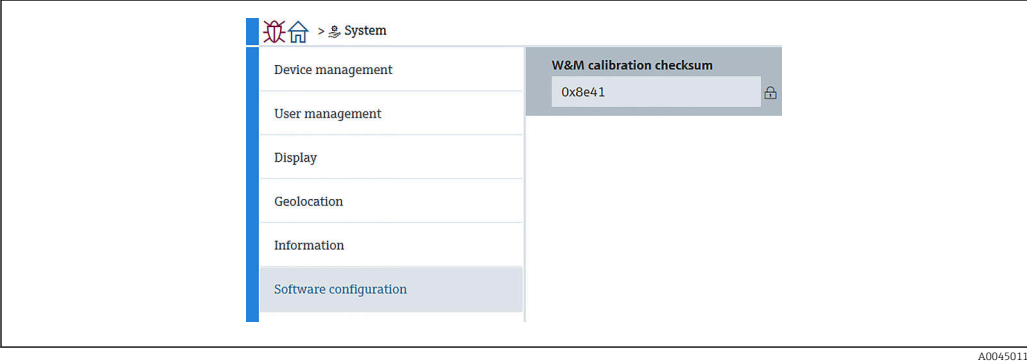 > System
Device management
User management
Display
Geolocation
Information
Software configuration
W&M calibration checksum
0x8e41
A0045011